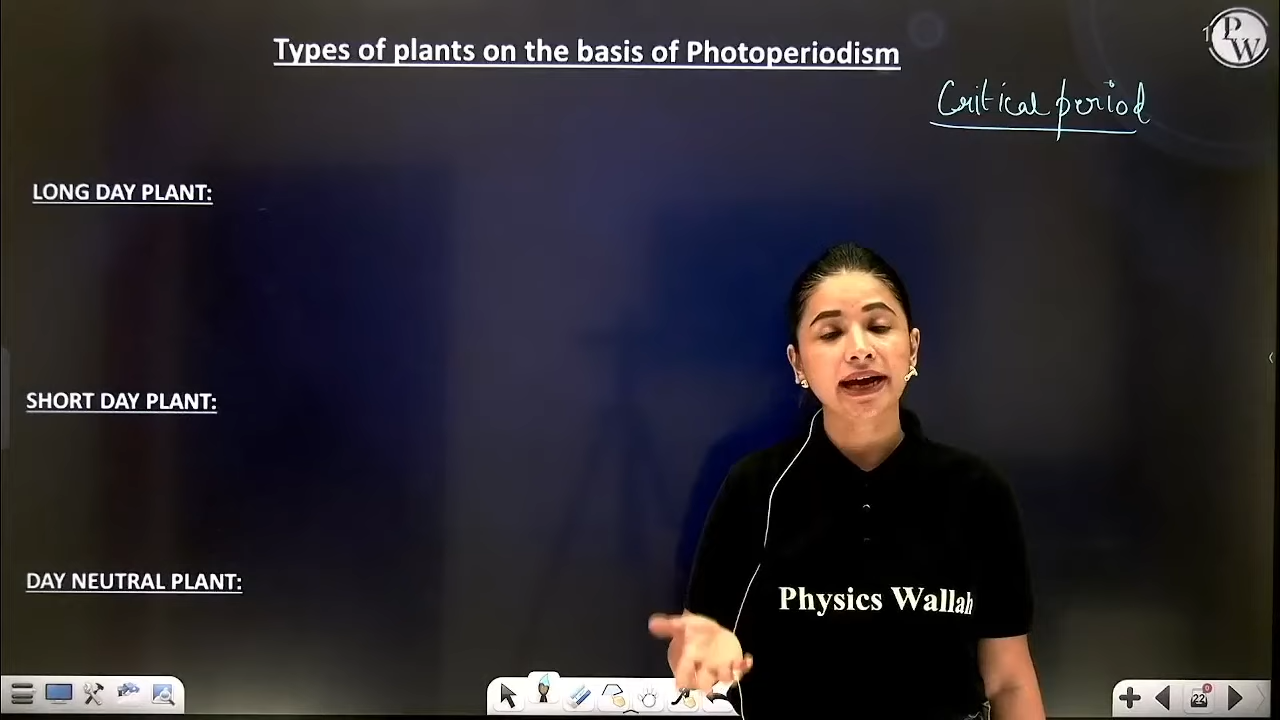 Types of plants on the basis of Photoperiodism
PW
Critical period
LONG DAY PLANT:
SHORT DAY PLANT:
DAY NEUTRAL PLANT:
Physics Wallah
22